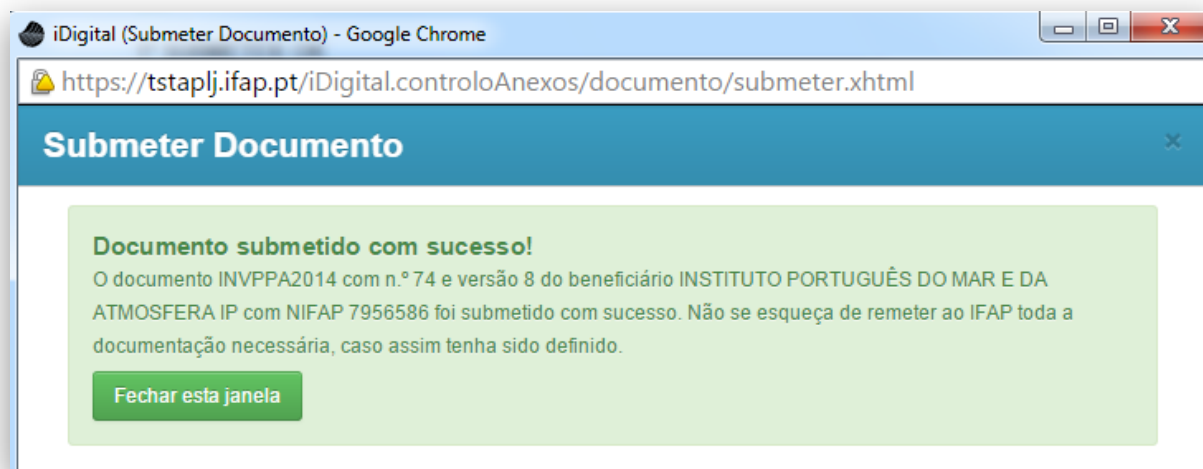 iDigital (Submeter Documento) - Google Chrome
https://tstaplj.ifap.pt/iDigital.controloAnexos/documento/submeter.xhtml
Submeter Documento
Documento submetido com sucesso!
O documento INVPPA2014 com n.º 74 e versão 8 do beneficiário INSTITUTO PORTUGUÊS DO MAR E DA
ATMOSFERA IP com NIFAP 7956586 foi submetido com sucesso. Não se esqueça de remeter ao IFAP toda a
documentação necessária, caso assim tenha sido definido.
Fechar esta janela